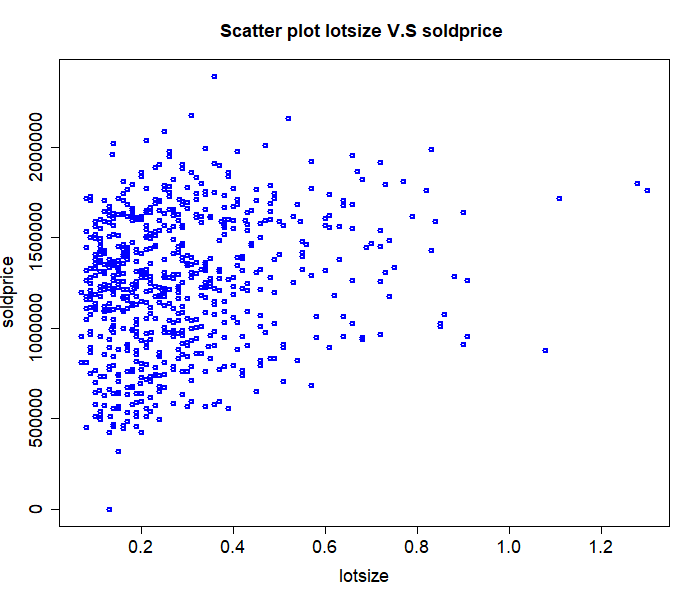 Scatter plot lotsize V.S soldprice
soldprice
2000000
1500000
1000000
500000
0
0.2 0.4 0.6 0.8 1.0 1.2
lotsize